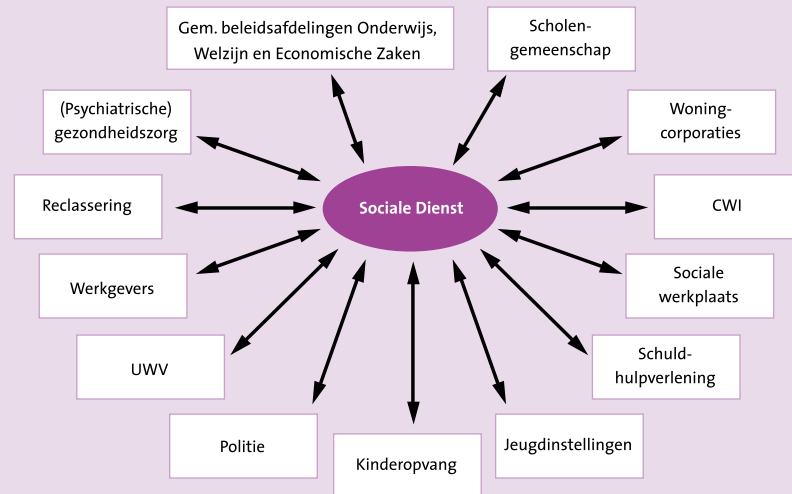 Gem. beleidsafdelingen Onderwijs,
Welzijn en Economische Zaken
Scholen-
gemeenschap
(Psychiatrische)
gezondheidszorg
Woning-
corporaties
Reclassering
Sociale Dienst
CWI
Werkgevers
Sociale
werkplaats
UWV
Schuld-
hulpverlening
Politie
Kinderopvang
Jeugdinstellingen